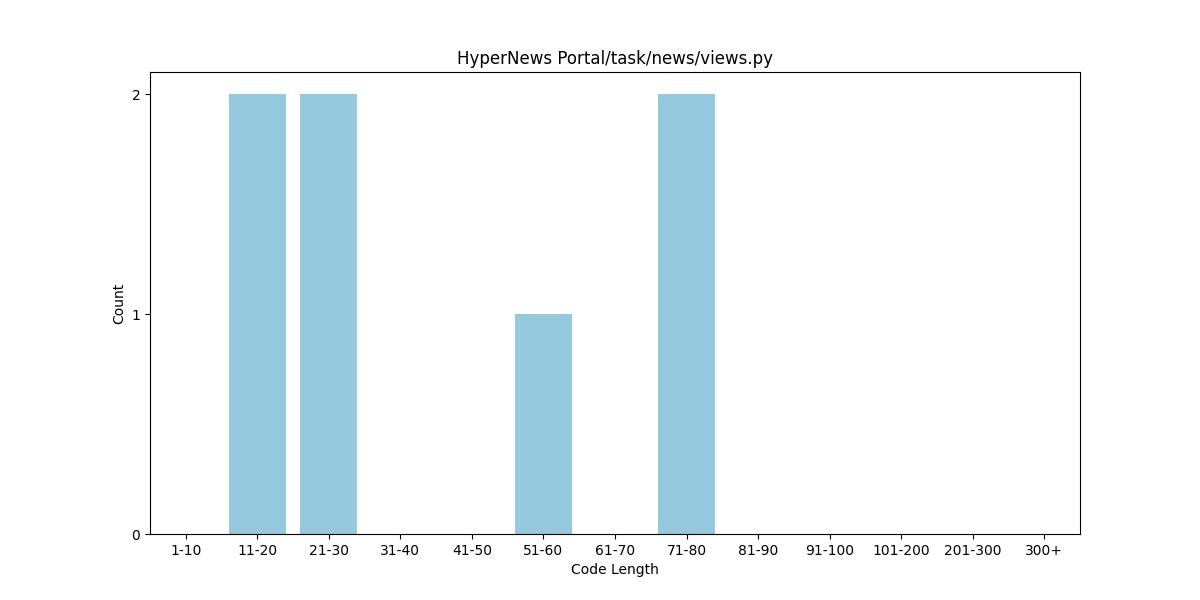 HyperNews Portal/task/news/views.py
2
1
0
Count
1-10 11-20 21-30 31-40 41-50 51-60 61-70 71-80 81-90 91-100 101-200 201-300 300+
Code Length